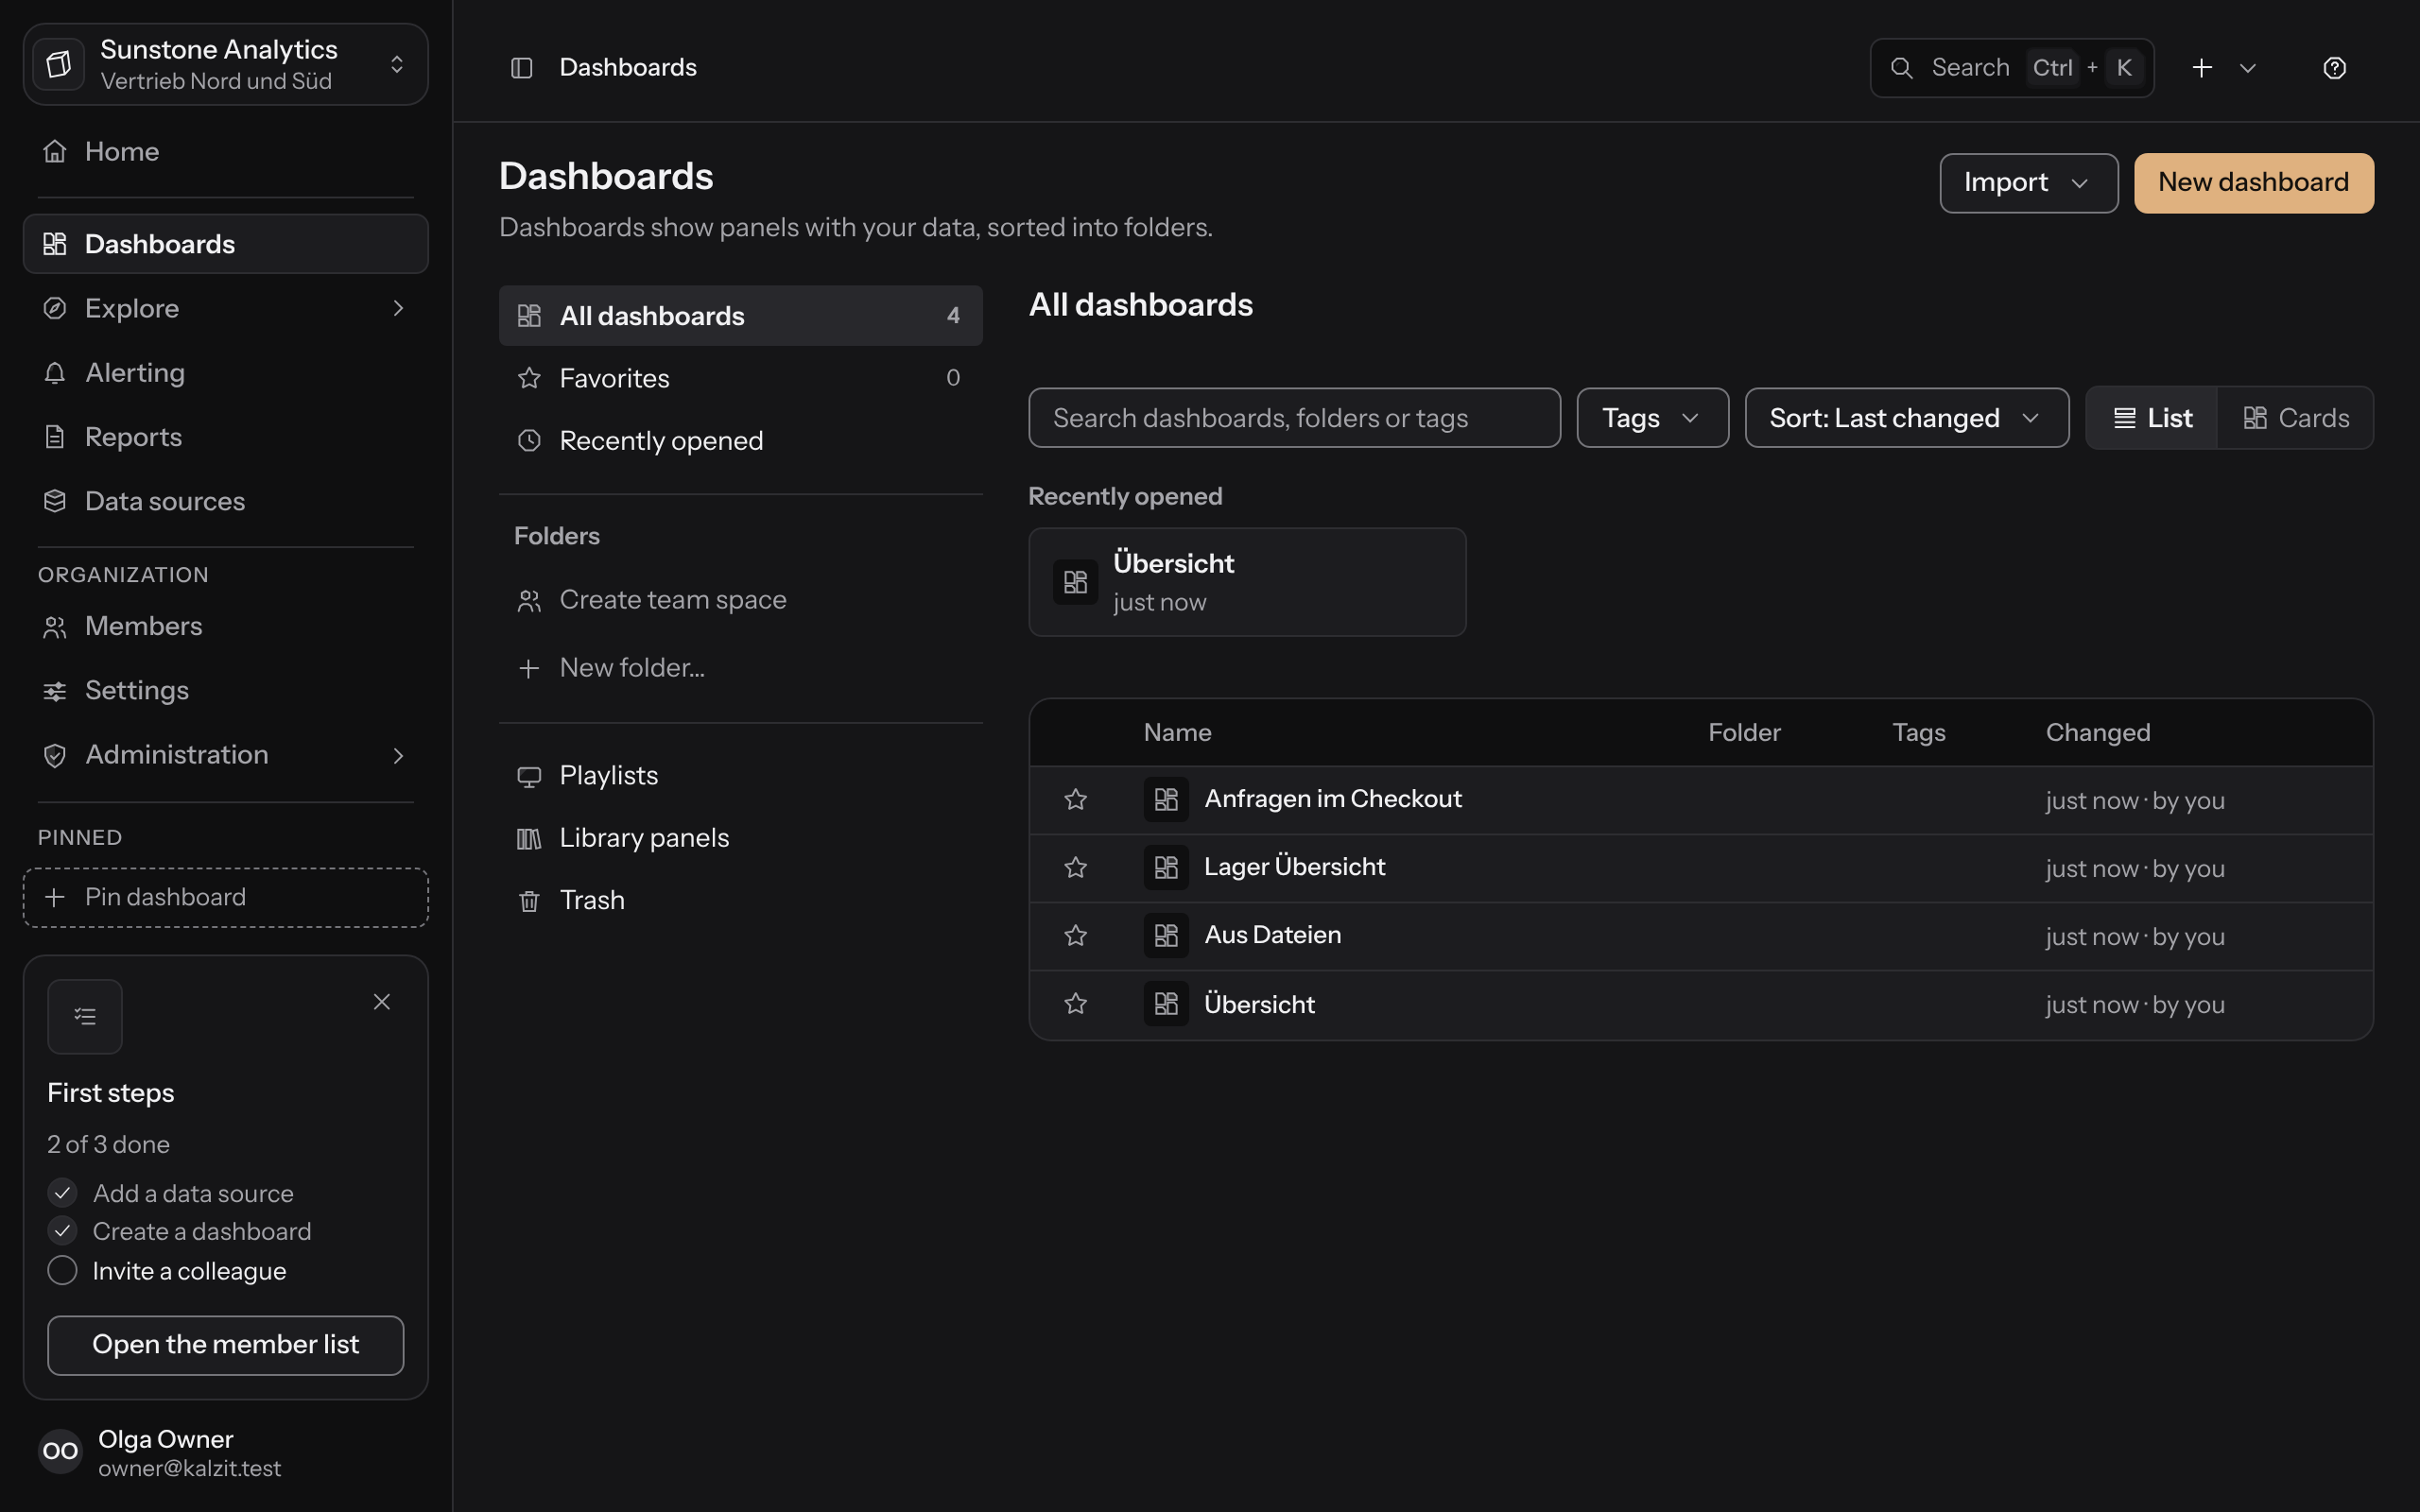 Sunstone Analytics
Vertrieb Nord und Süd
Home
Dashboards
Explore
Alerting
Reports
Data sources
ORGANIZATION
Members
Settings
Administration
PINNED
Pin dashboard
First steps
2 of 3 done
Add a data source
Create a dashboard
Invite a colleague
Open the member list
OO
Olga Owner
owner@kalzit.test
Dashboards
Search Ctrl + K
Dashboards
Dashboards show panels with your data, sorted into folders.
Import
New dashboard
All dashboards 4
Favorites 0
Recently opened
Folders
Create team space
New folder...
Playlists
Library panels
Trash
All dashboards
Search dashboards, folders or tags
Tags
Sort: Last changed
List
Cards
Recently opened
Übersicht
just now
Name Folder Tags Changed
Anfragen im Checkout just now · by you
Lager Übersicht just now · by you
Aus Dateien just now · by you
Übersicht just now · by you